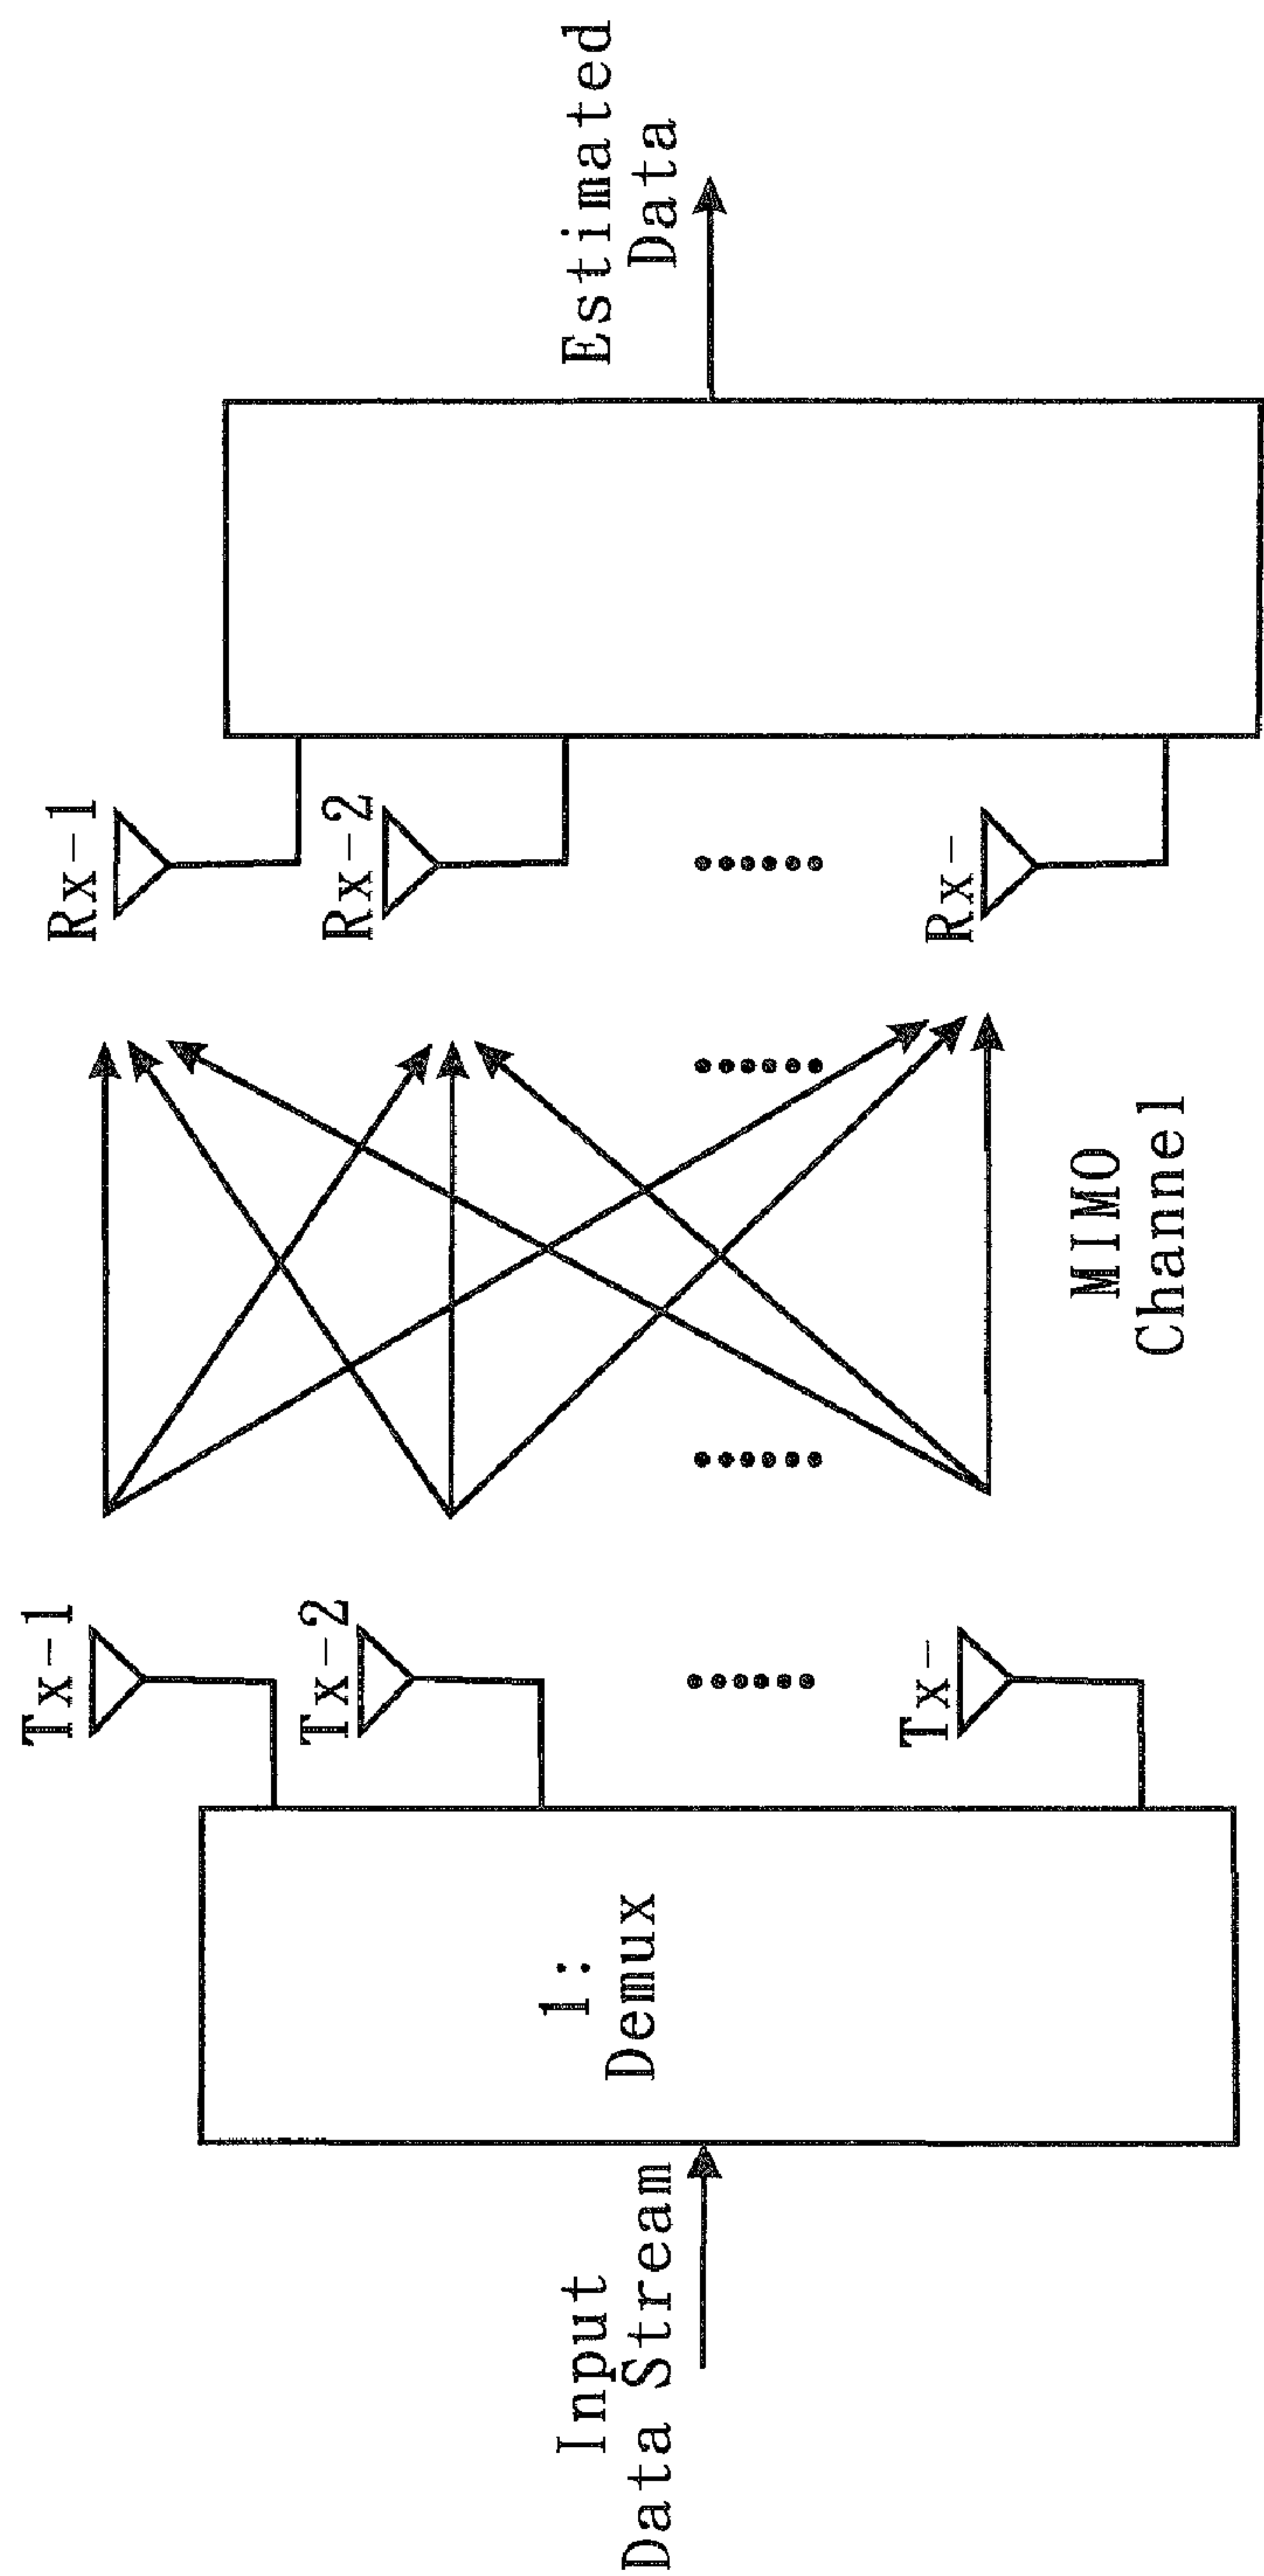 Input
Data Stream
1:
Demux
Tx-1
Tx-2
Tx-
MIMO
Channel
Rx-1
Rx-2
Rx-
Estimated
Data